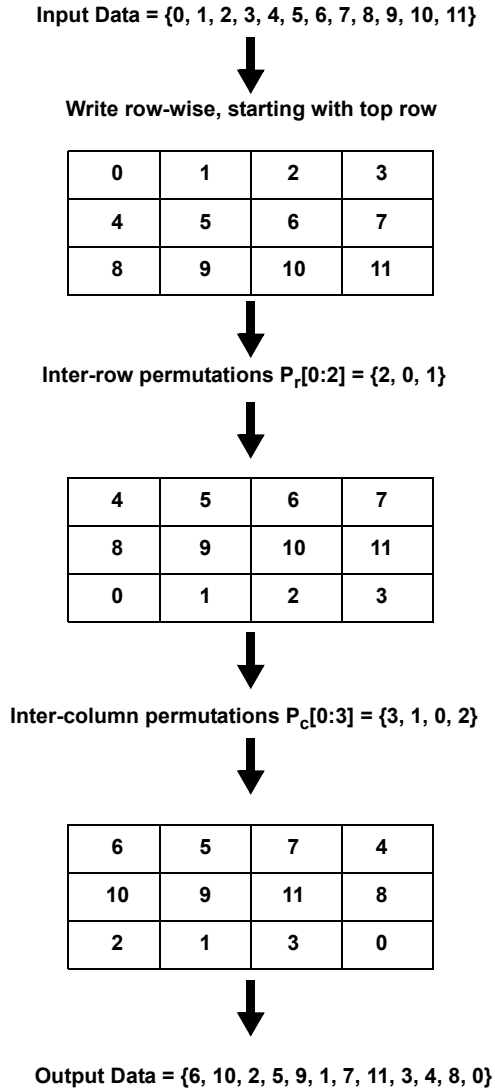 Input Data = {0, 1, 2, 3, 4, 5, 6, 7, 8, 9, 10, 11}
Write row-wise, starting with top row
0 1 2 3
4 5 6 7
8 9 10 11
Inter-row permutations Pr[0:2] = {2, 0, 1}
4 5 6 7
8 9 10 11
0 1 2 3
Inter-column permutations Pc[0:3] = {3, 1, 0, 2}
6 5 7 4
10 9 11 8
2 1 3 0
Output Data = {6, 10, 2, 5, 9, 1, 7, 11, 3, 4, 8, 0}